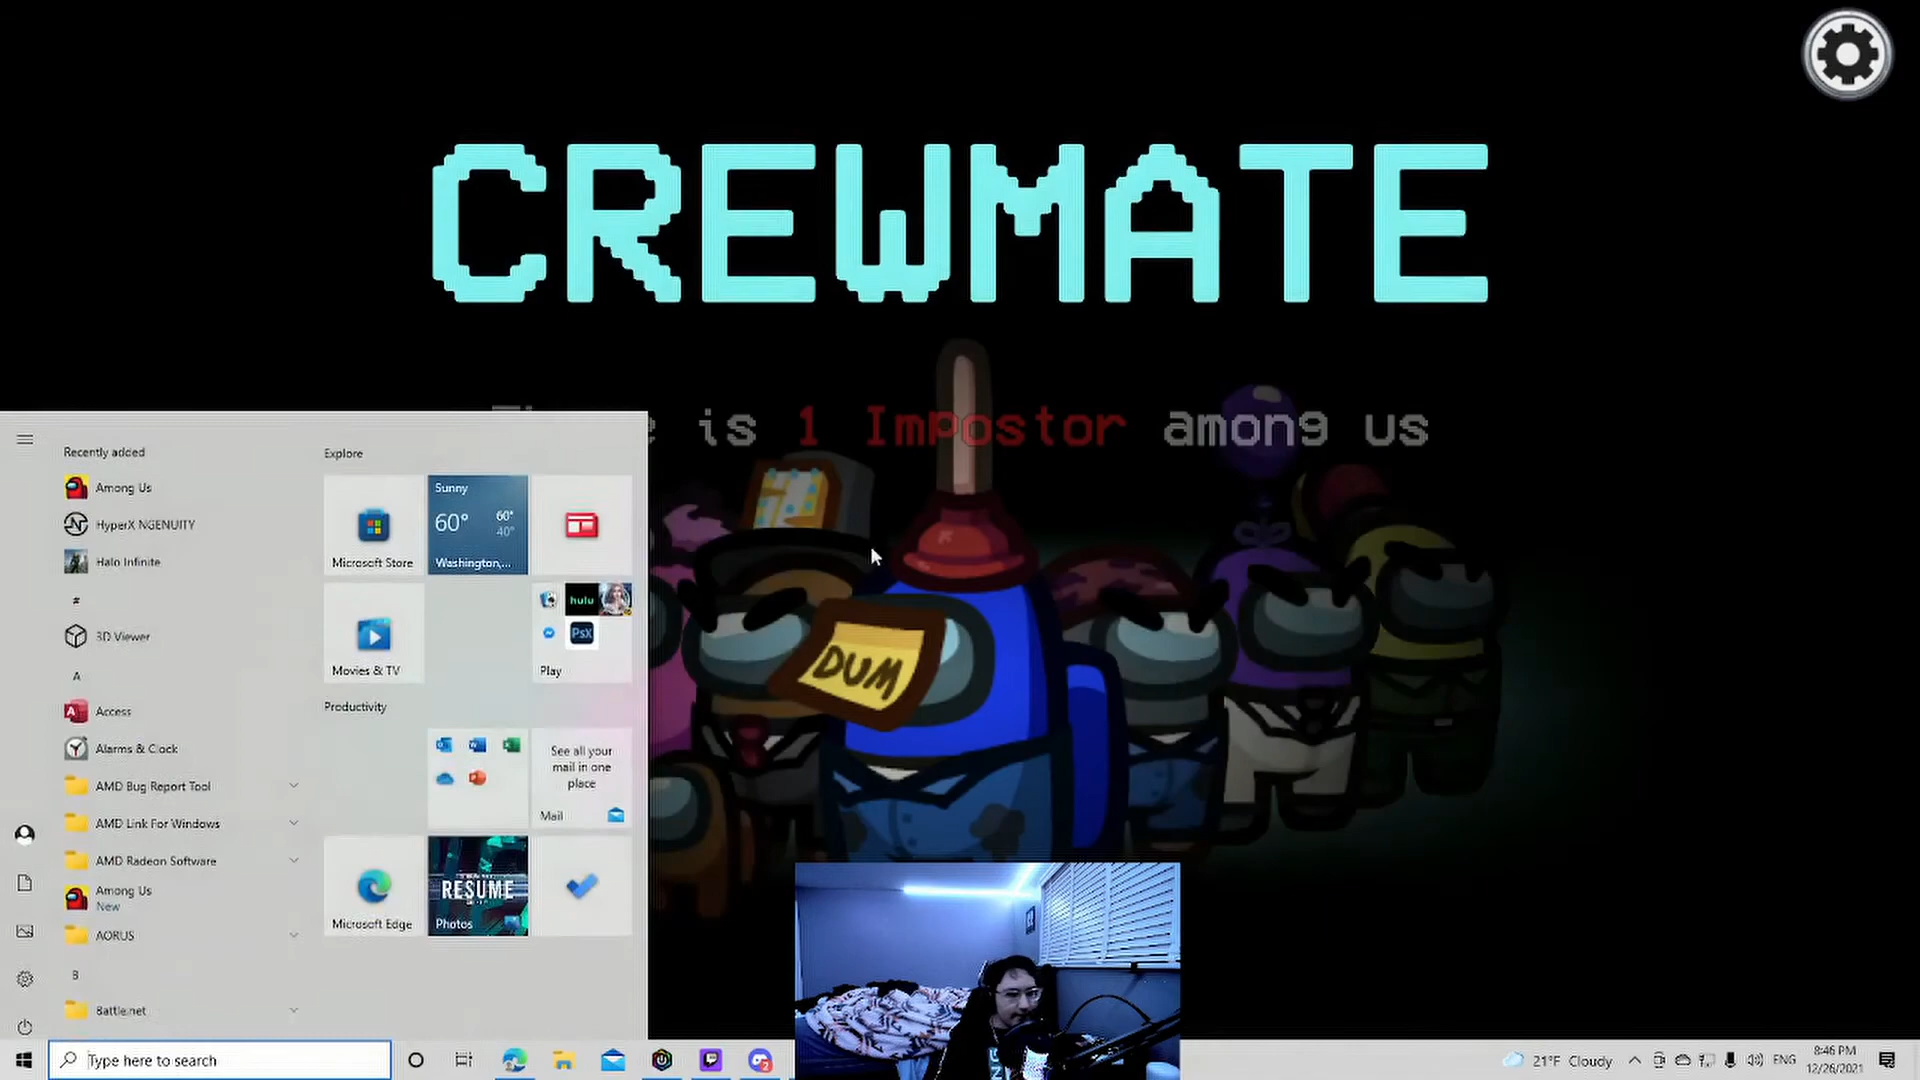 CREWMATE
is 1 Impostor among us
DUM
Recently added
Among Us
HyperX NGENUITY
Halo Infinite
#
3D Viewer
A
Access
Alarms & Clock
AMD Bug Report Tool
AMD Link For Windows
AMD Radeon Software
Among Us
New
AORUS
B
Battle.net
Explore
Microsoft Store
Sunny
60°
60°
40°
Washington,...
Movies & TV
hulu
PsX
Play
Productivity
See all your
mail in one
place
Mail
Microsoft Edge
RESUME
Photos
Type here to search
2
21°F Cloudy
ENG
8:46 PM
12/26/2021